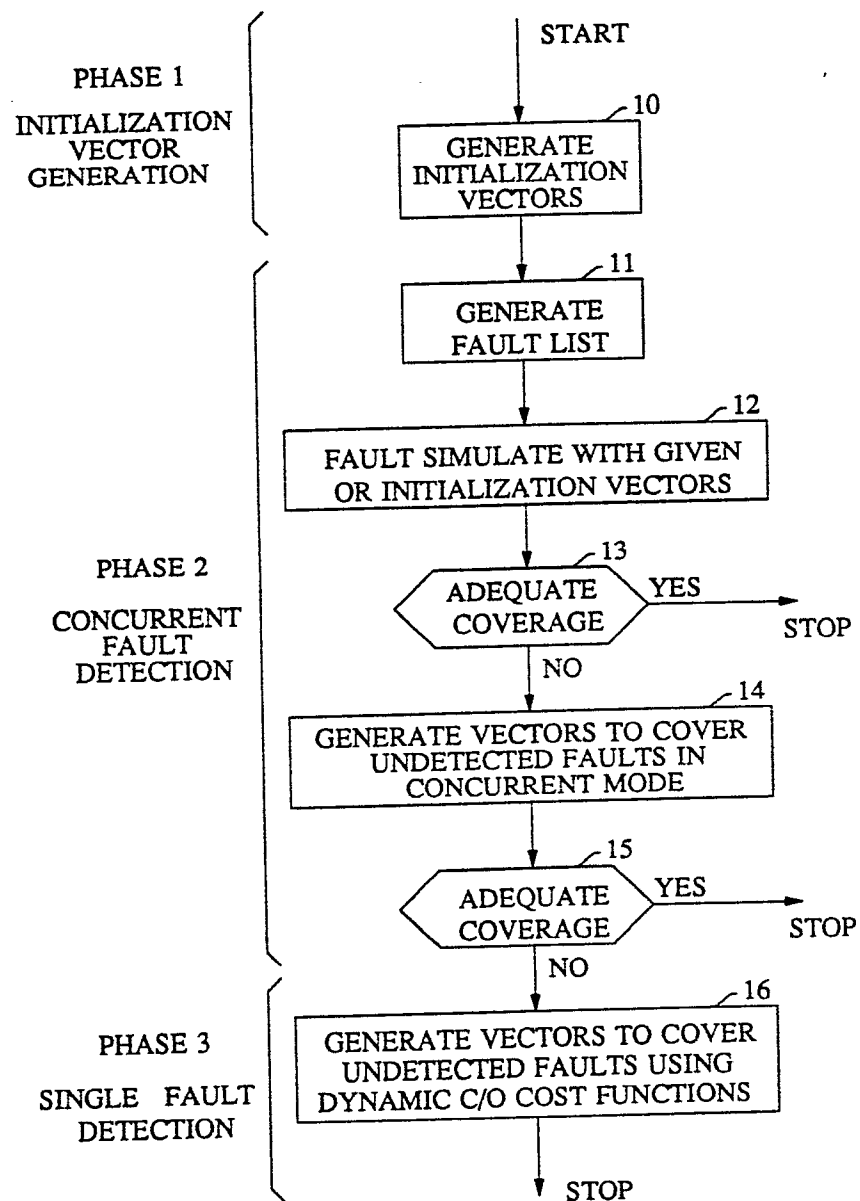 START
PHASE 1
INITIALIZATION
VECTOR
GENERATION
10
GENERATE
INITIALIZATION
VECTORS
11
GENERATE
FAULT LIST
12
FAULT SIMULATE WITH GIVEN
OR INITIALIZATION VECTORS
PHASE 2
CONCURRENT
FAULT
DETECTION
13
ADEQUATE
COVERAGE
YES
STOP
NO
14
GENERATE VECTORS TO COVER
UNDETECTED FAULTS IN
CONCURRENT MODE
15
ADEQUATE
COVERAGE
YES
STOP
NO
PHASE 3
SINGLE FAULT
DETECTION
16
GENERATE VECTORS TO COVER
UNDETECTED FAULTS USING
DYNAMIC C/O COST FUNCTIONS
STOP